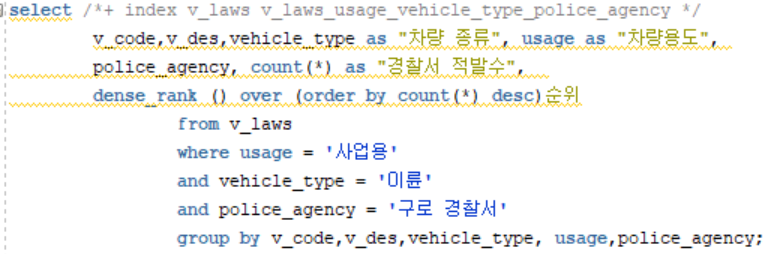 select /*+ index v_laws v_laws_usage_vehicle_type_police_agency */
v_code,v_des,vehicle_type as "차량 종류", usage as "차량용도",
police_agency, count(*) as "경찰서 적발수",
dense_rank () over (order by count(*) desc)순위
from v_laws
where usage = '사업용'
and vehicle_type = '이륜'
and police_agency = '구로 경찰서'
group by v_code,v_des,vehicle_type, usage,police_agency;